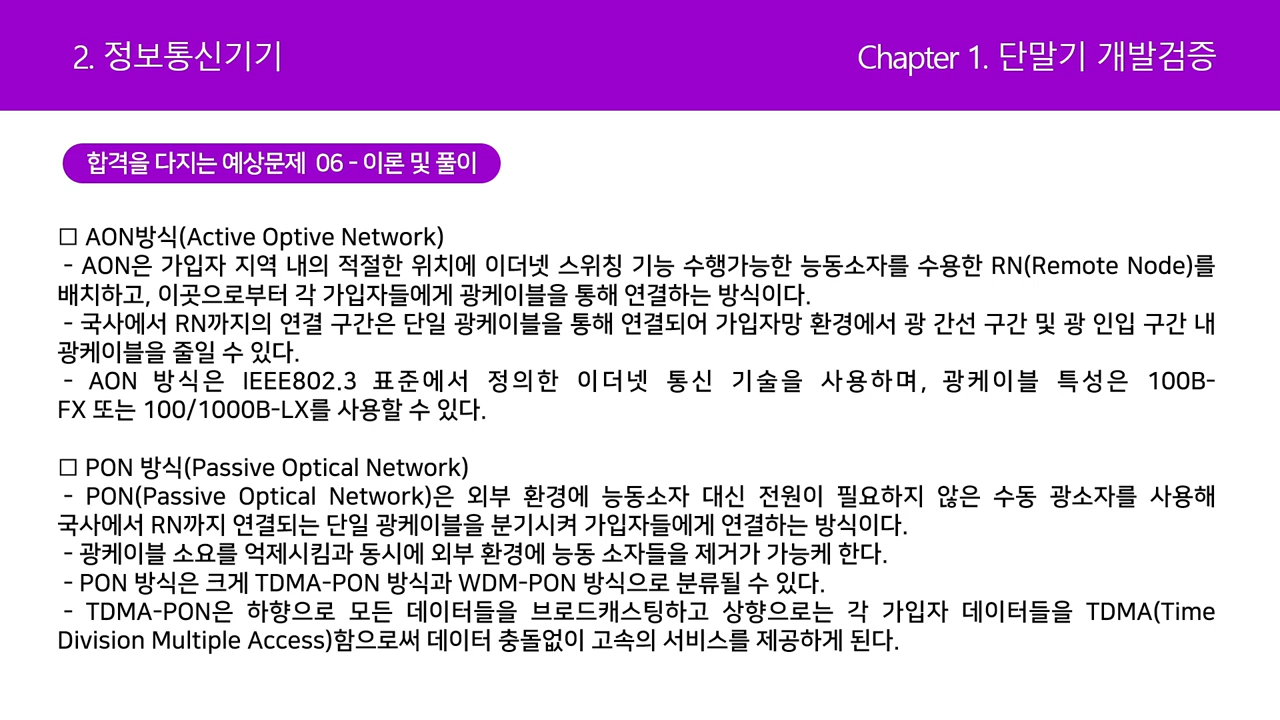 2. 정보통신기기
Chapter 1. 단말기 개발검증
합격을 다지는 예상문제 06 - 이론 및 풀이
□ AON방식(Active Optive Network)
- AON은 가입자 지역 내의 적절한 위치에 이더넷 스위칭 기능 수행가능한 능동소자를 수용한 RN(Remote Node)를
배치하고, 이곳으로부터 각 가입자들에게 광케이블을 통해 연결하는 방식이다.
- 국사에서 RN까지의 연결 구간은 단일 광케이블을 통해 연결되어 가입자망 환경에서 광 간선 구간 및 광 인입 구간 내
광케이블을 줄일 수 있다.
- AON 방식은 IEEE802.3 표준에서 정의한 이더넷 통신 기술을 사용하며, 광케이블 특성은 100B-
FX 또는 100/1000B-LX를 사용할 수 있다.
□ PON 방식(Passive Optical Network)
- PON(Passive Optical Network)은 외부 환경에 능동소자 대신 전원이 필요하지 않은 수동 광소자를 사용해
국사에서 RN까지 연결되는 단일 광케이블을 분기시켜 가입자들에게 연결하는 방식이다.
- 광케이블 소요를 억제시킴과 동시에 외부 환경에 능동 소자들을 제거가 가능케 한다.
- PON 방식은 크게 TDMA-PON 방식과 WDM-PON 방식으로 분류될 수 있다.
- TDMA-PON은 하향으로 모든 데이터들을 브로드캐스팅하고 상향으로는 각 가입자 데이터들을 TDMA(Time
Division Multiple Access)함으로써 데이터 충돌없이 고속의 서비스를 제공하게 된다.